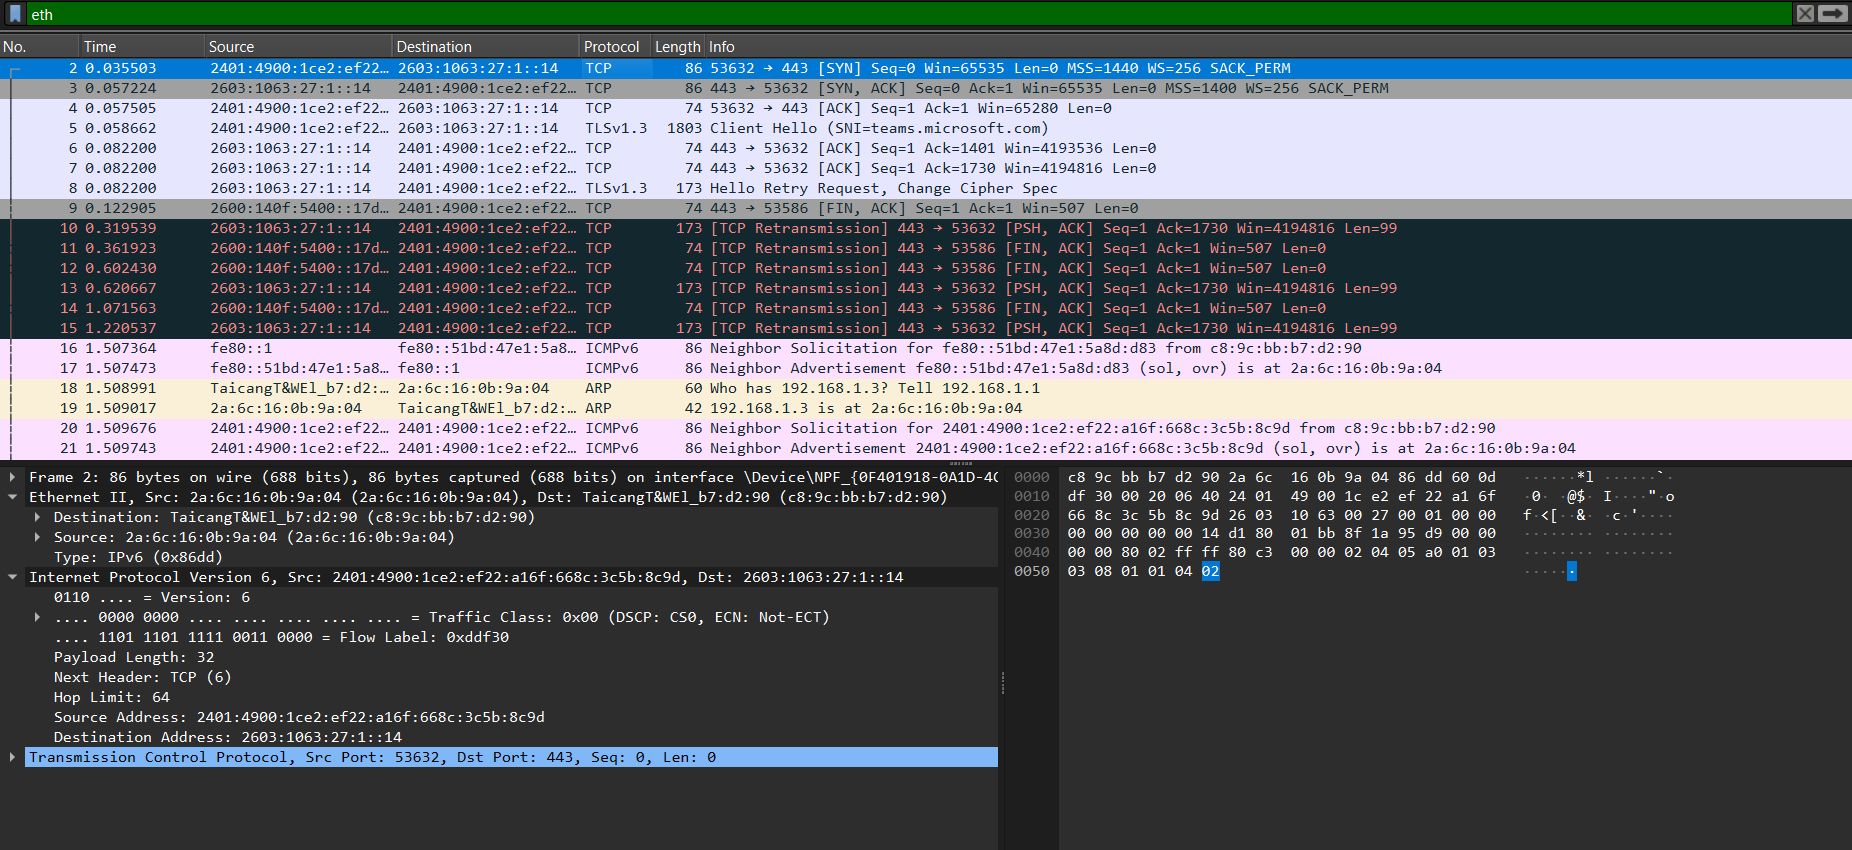 eth
No. Time Source Destination Protocol Length Info
2 0.035503 2401:4900:1ce2:ef22… 2603:1063:27:1::14 TCP 86 53632 → 443 [SYN] Seq=0 Win=65535 Len=0 MSS=1440 WS=256 SACK_PERM
3 0.057224 2603:1063:27:1::14 2401:4900:1ce2:ef22… TCP 86 443 → 53632 [SYN, ACK] Seq=0 Ack=1 Win=65535 Len=0 MSS=1400 WS=256 SACK_PERM
4 0.057505 2401:4900:1ce2:ef22… 2603:1063:27:1::14 TCP 74 53632 → 443 [ACK] Seq=1 Ack=1 Win=65280 Len=0
5 0.058662 2401:4900:1ce2:ef22… 2603:1063:27:1::14 TLSv1.3 1803 Client Hello (SNI=teams.microsoft.com)
6 0.082200 2603:1063:27:1::14 2401:4900:1ce2:ef22… TCP 74 443 → 53632 [ACK] Seq=1 Ack=1401 Win=4193536 Len=0
7 0.082200 2603:1063:27:1::14 2401:4900:1ce2:ef22… TCP 74 443 → 53632 [ACK] Seq=1 Ack=1730 Win=4194816 Len=0
8 0.082200 2603:1063:27:1::14 2401:4900:1ce2:ef22… TLSv1.3 173 Hello Retry Request, Change Cipher Spec
9 0.122905 2600:140f:5400::17d… 2401:4900:1ce2:ef22… TCP 74 443 → 53586 [FIN, ACK] Seq=1 Ack=1 Win=507 Len=0
10 0.319539 2603:1063:27:1::14 2401:4900:1ce2:ef22… TCP 173 [TCP Retransmission] 443 → 53632 [PSH, ACK] Seq=1 Ack=1730 Win=4194816 Len=99
11 0.361923 2600:140f:5400::17d… 2401:4900:1ce2:ef22… TCP 74 [TCP Retransmission] 443 → 53586 [FIN, ACK] Seq=1 Ack=1 Win=507 Len=0
12 0.602430 2600:140f:5400::17d… 2401:4900:1ce2:ef22… TCP 74 [TCP Retransmission] 443 → 53586 [FIN, ACK] Seq=1 Ack=1 Win=507 Len=0
13 0.620667 2603:1063:27:1::14 2401:4900:1ce2:ef22… TCP 173 [TCP Retransmission] 443 → 53632 [PSH, ACK] Seq=1 Ack=1730 Win=4194816 Len=99
14 1.071563 2600:140f:5400::17d… 2401:4900:1ce2:ef22… TCP 74 [TCP Retransmission] 443 → 53586 [FIN, ACK] Seq=1 Ack=1 Win=507 Len=0
15 1.220537 2603:1063:27:1::14 2401:4900:1ce2:ef22… TCP 173 [TCP Retransmission] 443 → 53632 [PSH, ACK] Seq=1 Ack=1730 Win=4194816 Len=99
16 1.507364 fe80::1 fe80::51bd:47e1:5a8… ICMPv6 86 Neighbor Solicitation for fe80::51bd:47e1:5a8d:d83 from c8:9c:bb:b7:d2:90
17 1.507473 fe80::51bd:47e1:5a8… fe80::1 ICMPv6 86 Neighbor Advertisement fe80::51bd:47e1:5a8d:d83 (sol, ovr) is at 2a:6c:16:0b:9a:04
18 1.508991 TaicangT&WEl_b7:d2:… 2a:6c:16:0b:9a:04 ARP 60 Who has 192.168.1.3? Tell 192.168.1.1
19 1.509017 2a:6c:16:0b:9a:04 TaicangT&WEl_b7:d2:… ARP 42 192.168.1.3 is at 2a:6c:16:0b:9a:04
20 1.509676 2401:4900:1ce2:ef22… 2401:4900:1ce2:ef22… ICMPv6 86 Neighbor Solicitation for 2401:4900:1ce2:ef22:a16f:668c:3c5b:8c9d from c8:9c:bb:b7:d2:90
21 1.509743 2401:4900:1ce2:ef22… 2401:4900:1ce2:ef22… ICMPv6 86 Neighbor Advertisement 2401:4900:1ce2:ef22:a16f:668c:3c5b:8c9d (sol, ovr) is at 2a:6c:16:0b:9a:04
Frame 2: 86 bytes on wire (688 bits), 86 bytes captured (688 bits) on interface \Device\NPF_{0F401918-0A1D-4C
Ethernet II, Src: 2a:6c:16:0b:9a:04 (2a:6c:16:0b:9a:04), Dst: TaicangT&WEl_b7:d2:90 (c8:9c:bb:b7:d2:90)
Destination: TaicangT&WEl_b7:d2:90 (c8:9c:bb:b7:d2:90)
Source: 2a:6c:16:0b:9a:04 (2a:6c:16:0b:9a:04)
Type: IPv6 (0x86dd)
Internet Protocol Version 6, Src: 2401:4900:1ce2:ef22:a16f:668c:3c5b:8c9d, Dst: 2603:1063:27:1::14
0110 .... = Version: 6
.... 0000 0000 .... .... .... .... .... = Traffic Class: 0x00 (DSCP: CS0, ECN: Not-ECT)
.... 1101 1101 1111 0011 0000 = Flow Label: 0xddf30
Payload Length: 32
Next Header: TCP (6)
Hop Limit: 64
Source Address: 2401:4900:1ce2:ef22:a16f:668c:3c5b:8c9d
Destination Address: 2603:1063:27:1::14
Transmission Control Protocol, Src Port: 53632, Dst Port: 443, Seq: 0, Len: 0
0000 c8 9c bb b7 d2 90 2a 6c 16 0b 9a 04 86 dd 60 0d ······*l ······`·
0010 df 30 00 20 06 40 24 01 49 00 1c e2 ef 22 a1 6f ·0· ·@$· I····"·o
0020 66 8c 3c 5b 8c 9d 26 03 10 63 00 27 00 01 00 00 f·<[··&· ·c·'····
0030 00 00 00 00 00 14 d1 80 01 bb 8f 1a 95 d9 00 00 ········ ········
0040 00 00 80 02 ff ff 80 c3 00 00 02 04 05 a0 01 03 ········ ········
0050 03 08 01 01 04 02 ······